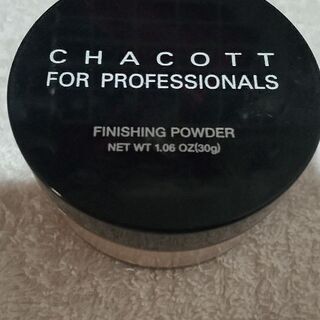 CHACOTT
FOR PROFESSIONALS
FINISHING POWDER
NET WT 1.06 OZ(30g)